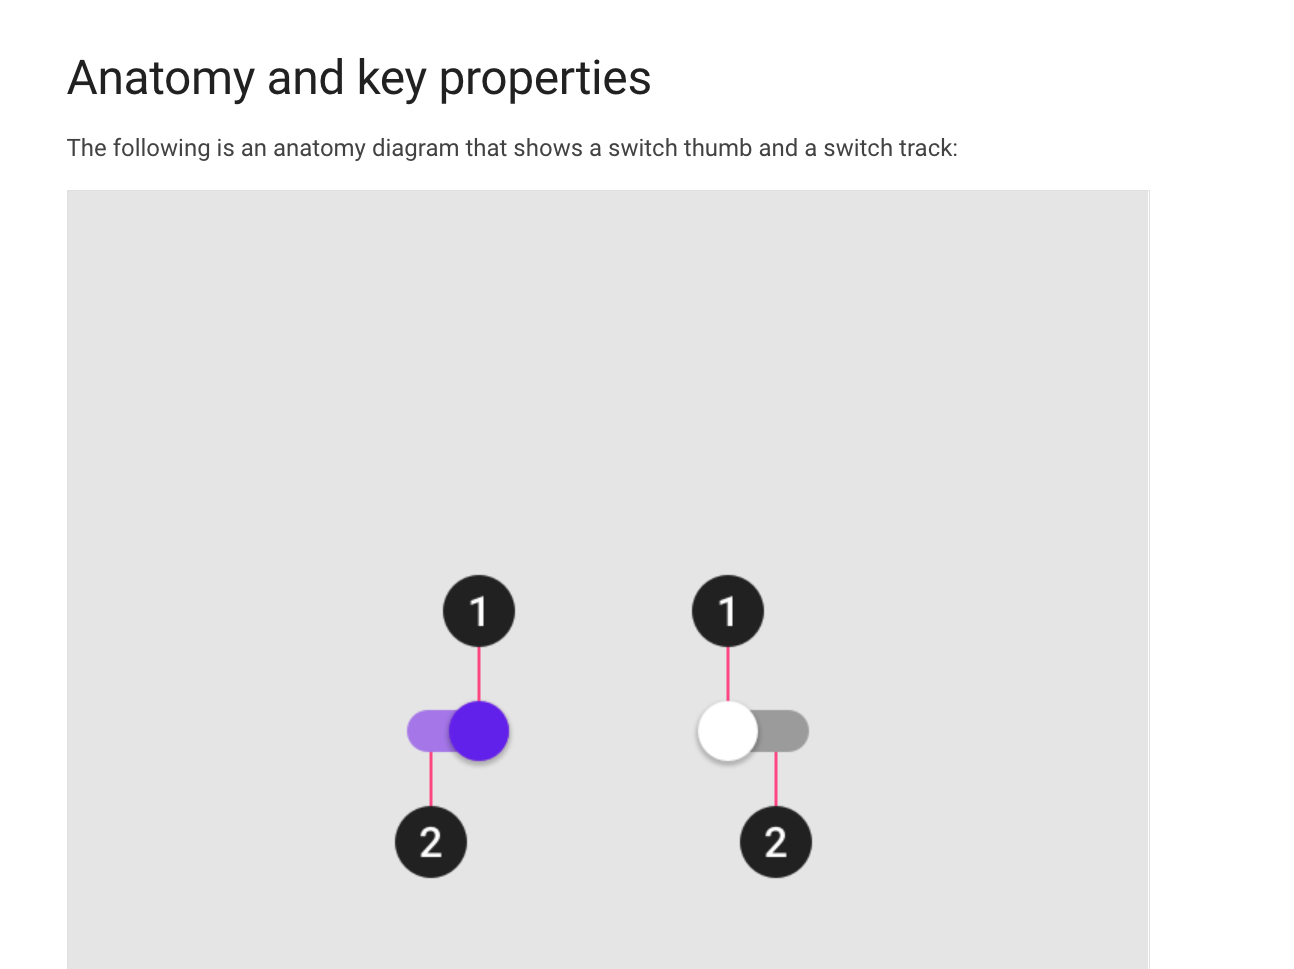 Anatomy and key properties
The following is an anatomy diagram that shows a switch thumb and a switch track:
1 1
2 2